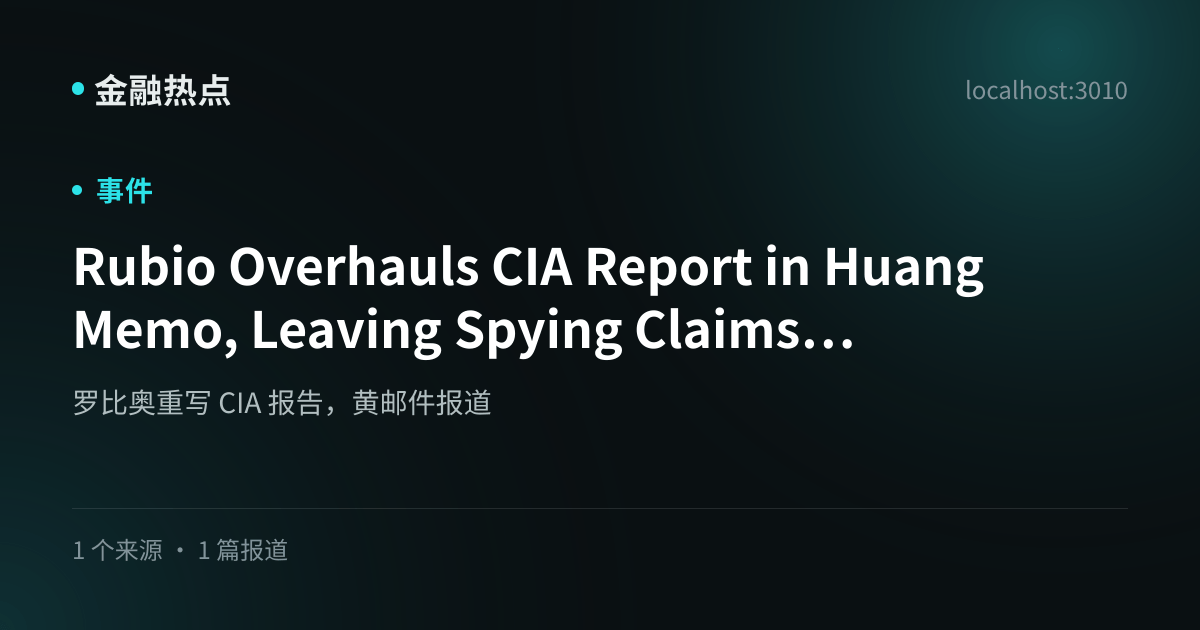 金融热点
localhost:3010
事件
Rubio Overhauls CIA Report in Huang
Memo, Leaving Spying Claims…
罗比奥重写 CIA 报告，黄邮件报道
1 个来源 · 1 篇报道